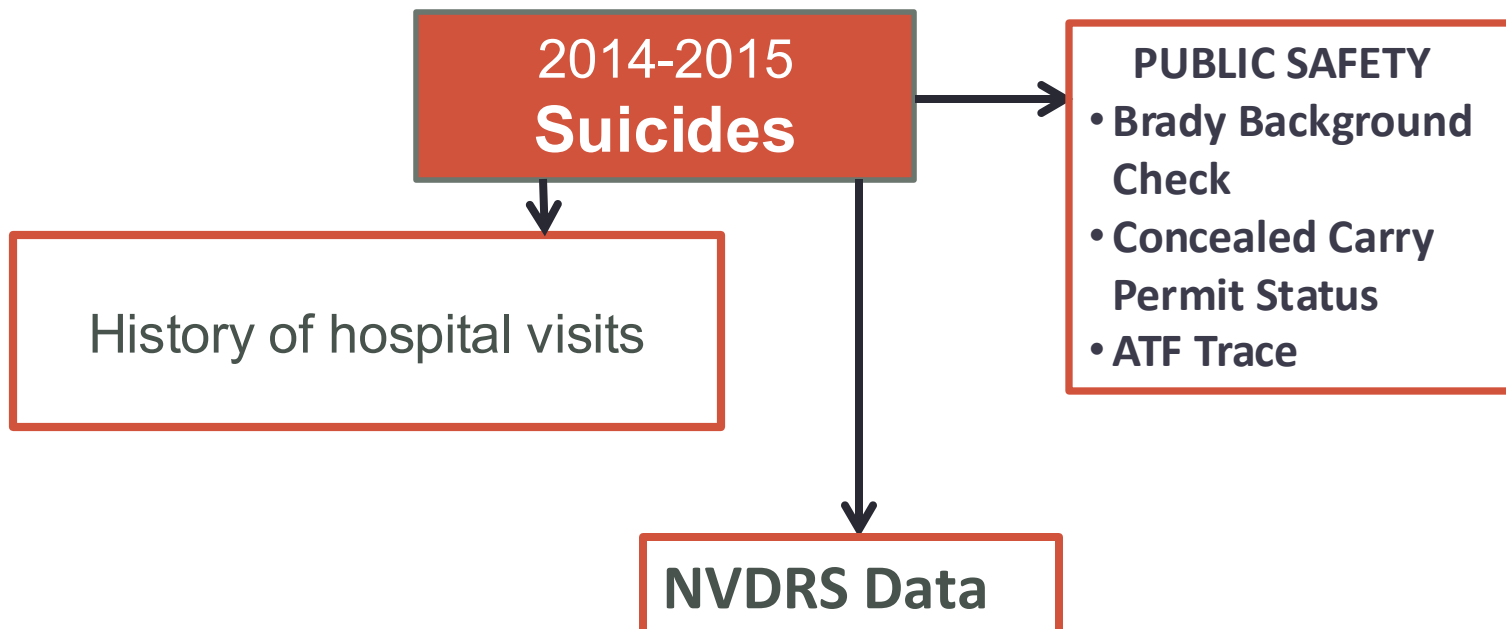 2014-2015
Suicides
PUBLIC SAFETY
• Brady Background
Check
• Concealed Carry
Permit Status
• ATF Trace
History of hospital visits
NVDRS Data